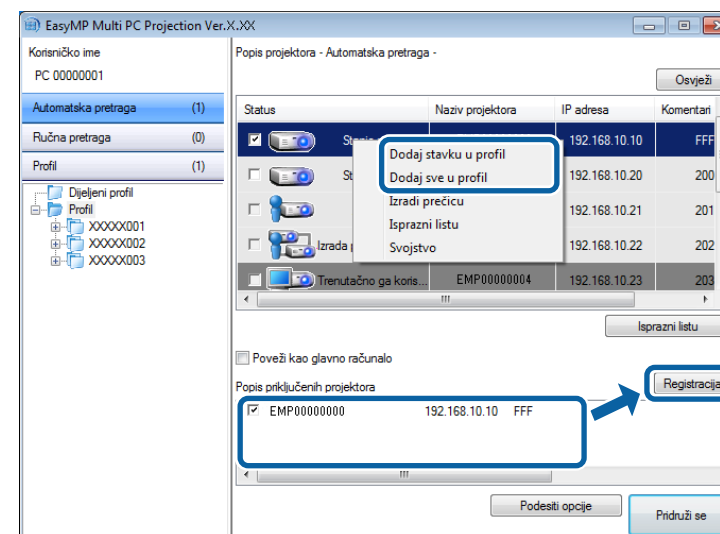 EasyMP Multi PC Projection Ver.X.XX
Korisničko ime
PC 00000001
Popis projektora - Automatska pretraga -
Osvježi
Automatska pretraga (1)
Ručna pretraga (0)
Profil (1)
Dijeljeni profil
Profil
XXXXX001
XXXXX002
XXXXX003
Status Naziv projektora IP adresa Komentari
192.168.10.10 FFF
192.168.10.20 200
192.168.10.21 201
Izrada 192.168.10.22 202
Trenutačno ga koris... EMP00000004 192.168.10.23 203
Dodaj stavku u profil
Dodaj sve u profil
Izradi prečicu
Isprazni listu
Svojstvo
Isprazni listu
Poveži kao glavno računalo
Popis priključenih projektora
Registracija
EMP00000000 192.168.10.10 FFF
Podesiti opcije
Pridruži se